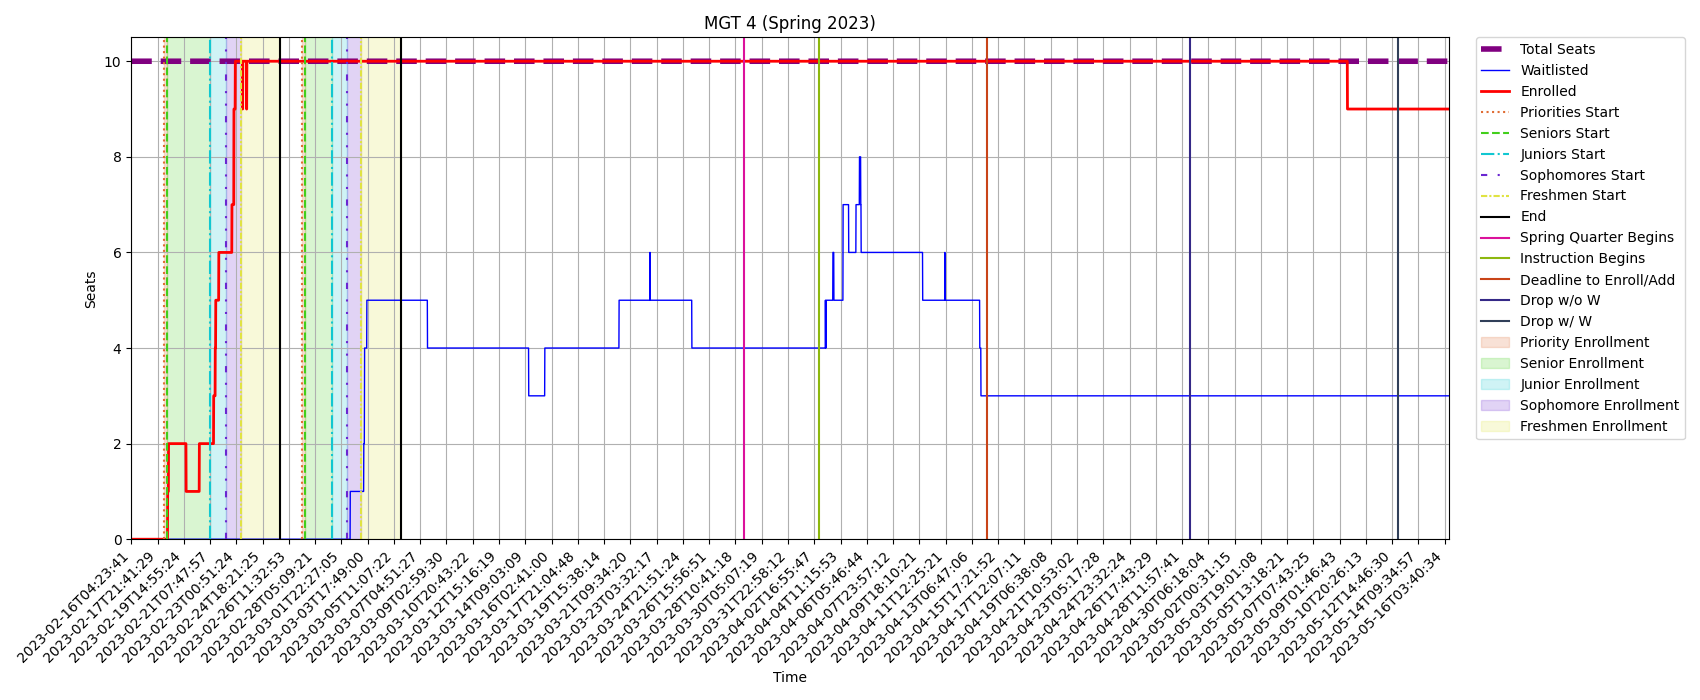 MGT 4 (Spring 2023)
10
8
6
4
2
0
Seats
2023-02-16T04:23:41
2023-02-17T21:41:29
2023-02-19T14:55:24
2023-02-21T07:47:57
2023-02-23T00:51:24
2023-02-24T18:21:25
2023-02-26T11:32:53
2023-02-28T05:09:21
2023-03-01T22:27:05
2023-03-03T17:49:00
2023-03-05T11:07:22
2023-03-07T04:51:27
2023-03-09T02:59:30
2023-03-10T20:43:22
2023-03-12T15:16:19
2023-03-14T09:03:09
2023-03-16T02:41:00
2023-03-17T21:04:48
2023-03-19T15:38:14
2023-03-21T09:34:20
2023-03-23T03:32:17
2023-03-24T21:51:24
2023-03-26T15:56:51
2023-03-28T10:41:18
2023-03-30T05:07:19
2023-03-31T22:58:12
2023-04-02T16:55:47
2023-04-04T11:15:53
2023-04-06T05:46:44
2023-04-07T23:57:12
2023-04-09T18:10:21
2023-04-11T12:25:21
2023-04-13T06:47:06
2023-04-15T17:21:52
2023-04-17T12:07:11
2023-04-19T06:38:08
2023-04-21T10:53:02
2023-04-23T05:17:28
2023-04-24T23:32:24
2023-04-26T17:43:29
2023-04-28T11:57:41
2023-04-30T06:18:04
2023-05-02T00:31:15
2023-05-03T19:01:08
2023-05-05T13:18:21
2023-05-07T07:43:25
2023-05-09T01:46:43
2023-05-10T20:26:13
2023-05-12T14:46:30
2023-05-14T09:34:57
2023-05-16T03:40:34
Time
Total Seats
Waitlisted
Enrolled
Priorities Start
Seniors Start
Juniors Start
Sophomores Start
Freshmen Start
End
Spring Quarter Begins
Instruction Begins
Deadline to Enroll/Add
Drop w/o W
Drop w/ W
Priority Enrollment
Senior Enrollment
Junior Enrollment
Sophomore Enrollment
Freshmen Enrollment